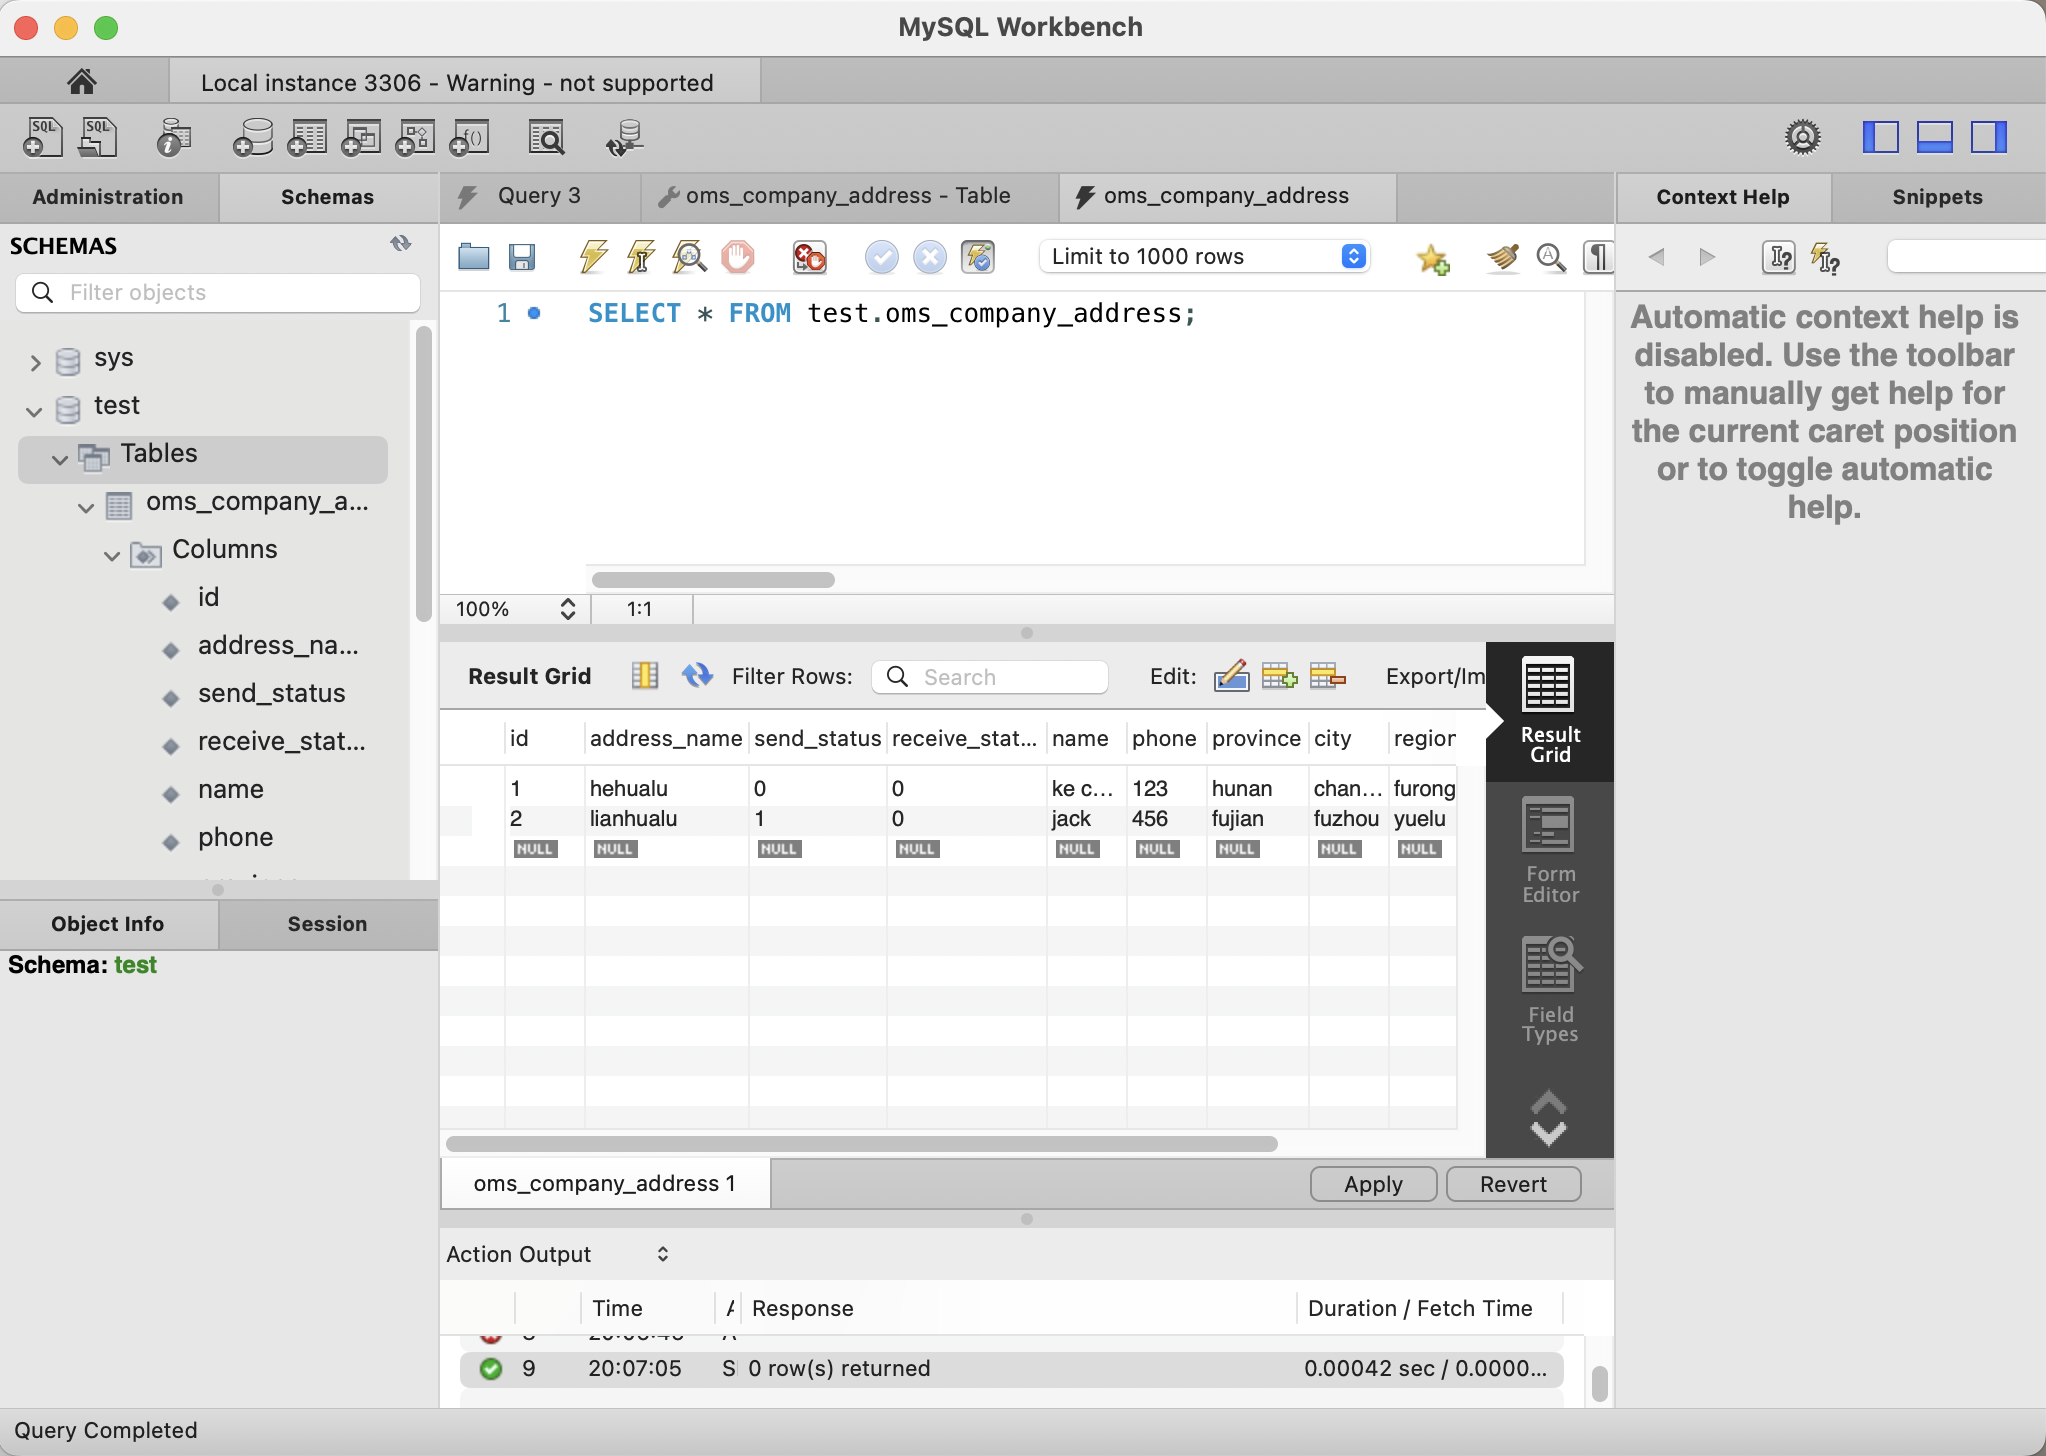 MySQL Workbench
Local instance 3306 - Warning - not supported
SQL SQL
Administration Schemas
Query 3 oms_company_address - Table oms_company_address
Context Help Snippets
SCHEMAS
Filter objects
Limit to 1000 rows
1 SELECT * FROM test.oms_company_address;
Automatic context help is
disabled. Use the toolbar
to manually get help for
the current caret position
or to toggle automatic
help.
sys
test
Tables
oms_company_a...
Columns
id
address_na...
send_status
receive_stat...
name
phone
100% 1:1
Result Grid Filter Rows: Search Edit: Export/Im
id address_name send_status receive_stat... name phone province city region
1 hehualu 0 0 ke c... 123 hunan chan... furong
2 lianhualu 1 0 jack 456 fujian fuzhou yuelu
NULL NULL NULL NULL NULL NULL NULL NULL NULL
Result
Grid
Form
Editor
Field
Types
Object Info Session
Schema: test
oms_company_address 1 Apply Revert
Action Output
Time A Response Duration / Fetch Time
9 20:07:05 S 0 row(s) returned 0.00042 sec / 0.0000...
Query Completed